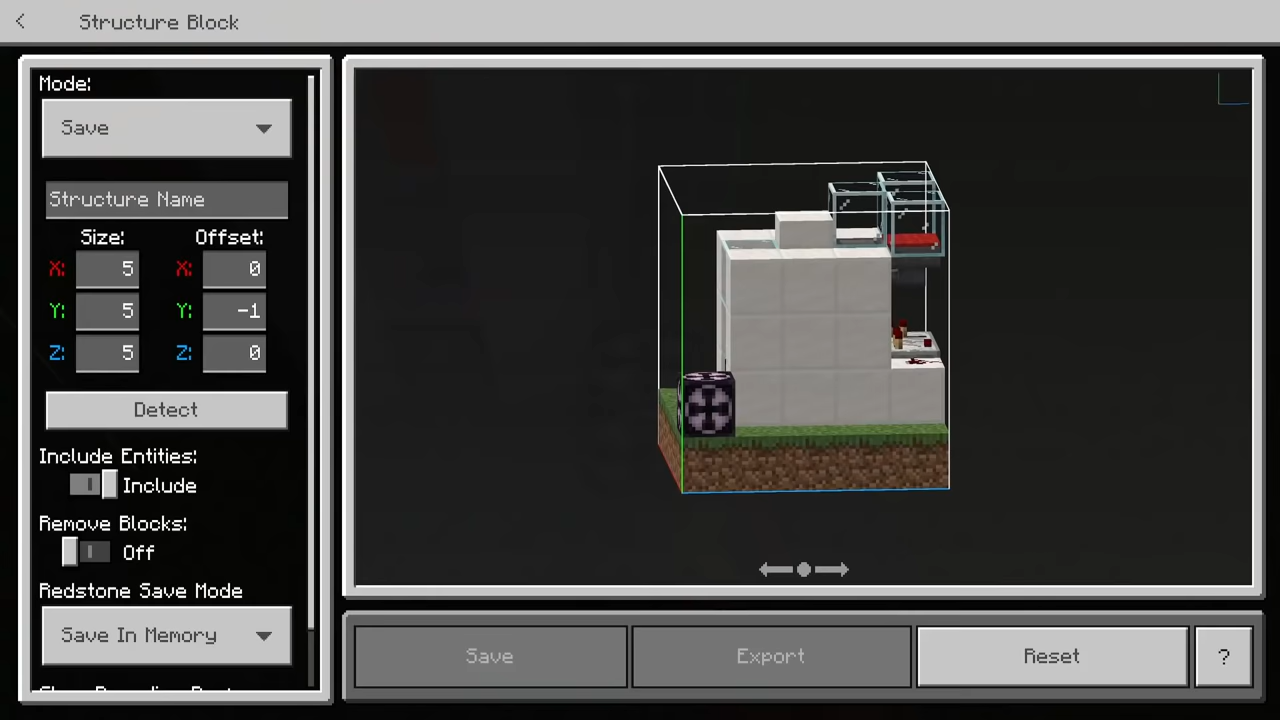 Structure Block
Mode:
Save
Structure Name
Size: Offset:
X: 5 X: 0
Y: 5 Y: -1
Z: 5 Z: 0
Detect
Include Entities:
Include
Remove Blocks:
Off
Redstone Save Mode
Save In Memory
Save Export Reset ?